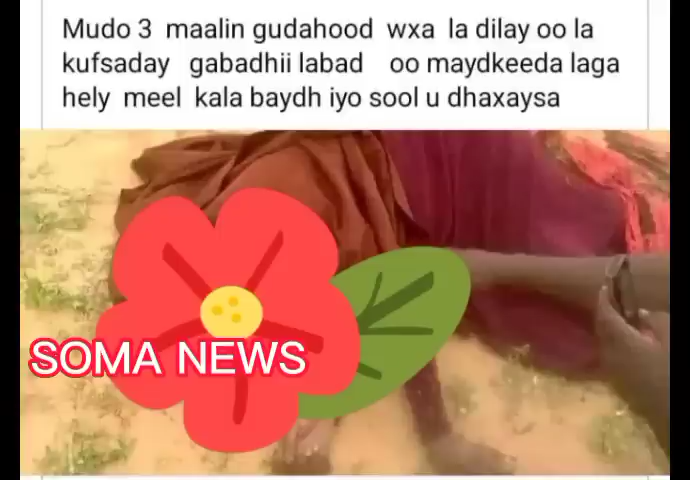 Mudo 3 maalin gudahood wxa la dilay oo la
kufsaday gabadhii labad oo maydkeeda laga
hely meel kala baydh iyo sool u dhaxaysa
SOMA NEWS